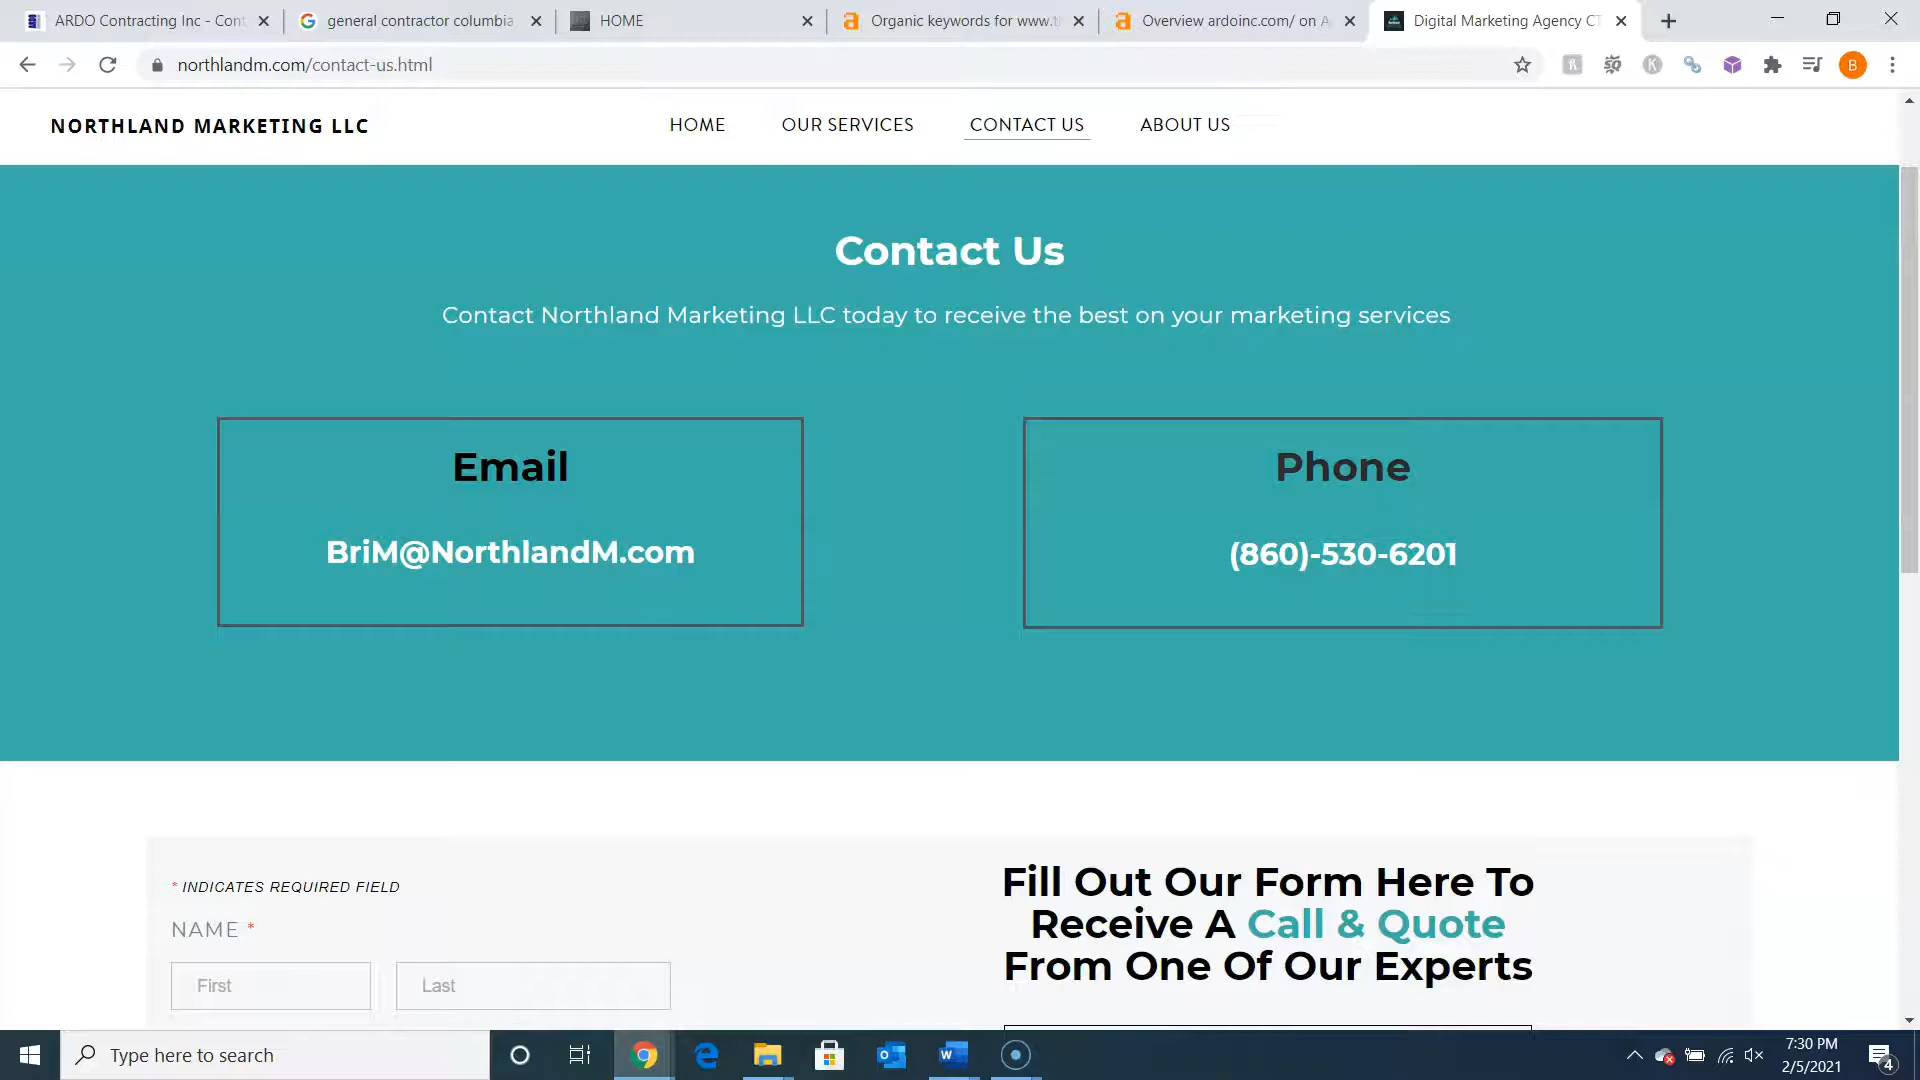 ARDO Contracting Inc - Cont
general contractor columbia
HOME
Organic keywords for www.t
Overview ardoinc.com/ on A
Digital Marketing Agency CT
B
northlandm.com/contact-us.html
NORTHLAND MARKETING LLC
HOME
OUR SERVICES
CONTACT US
ABOUT US
Contact Us
Contact Northland Marketing LLC today to receive the best on your marketing services
Email
Phone
BriM@NorthlandM.com
(860)-530-6201
* INDICATES REQUIRED FIELD
NAME *
First
Last
Fill Out Our Form Here To
Receive A Call & Quote
From One Of Our Experts
Type here to search
7:30 PM
2/5/2021
4